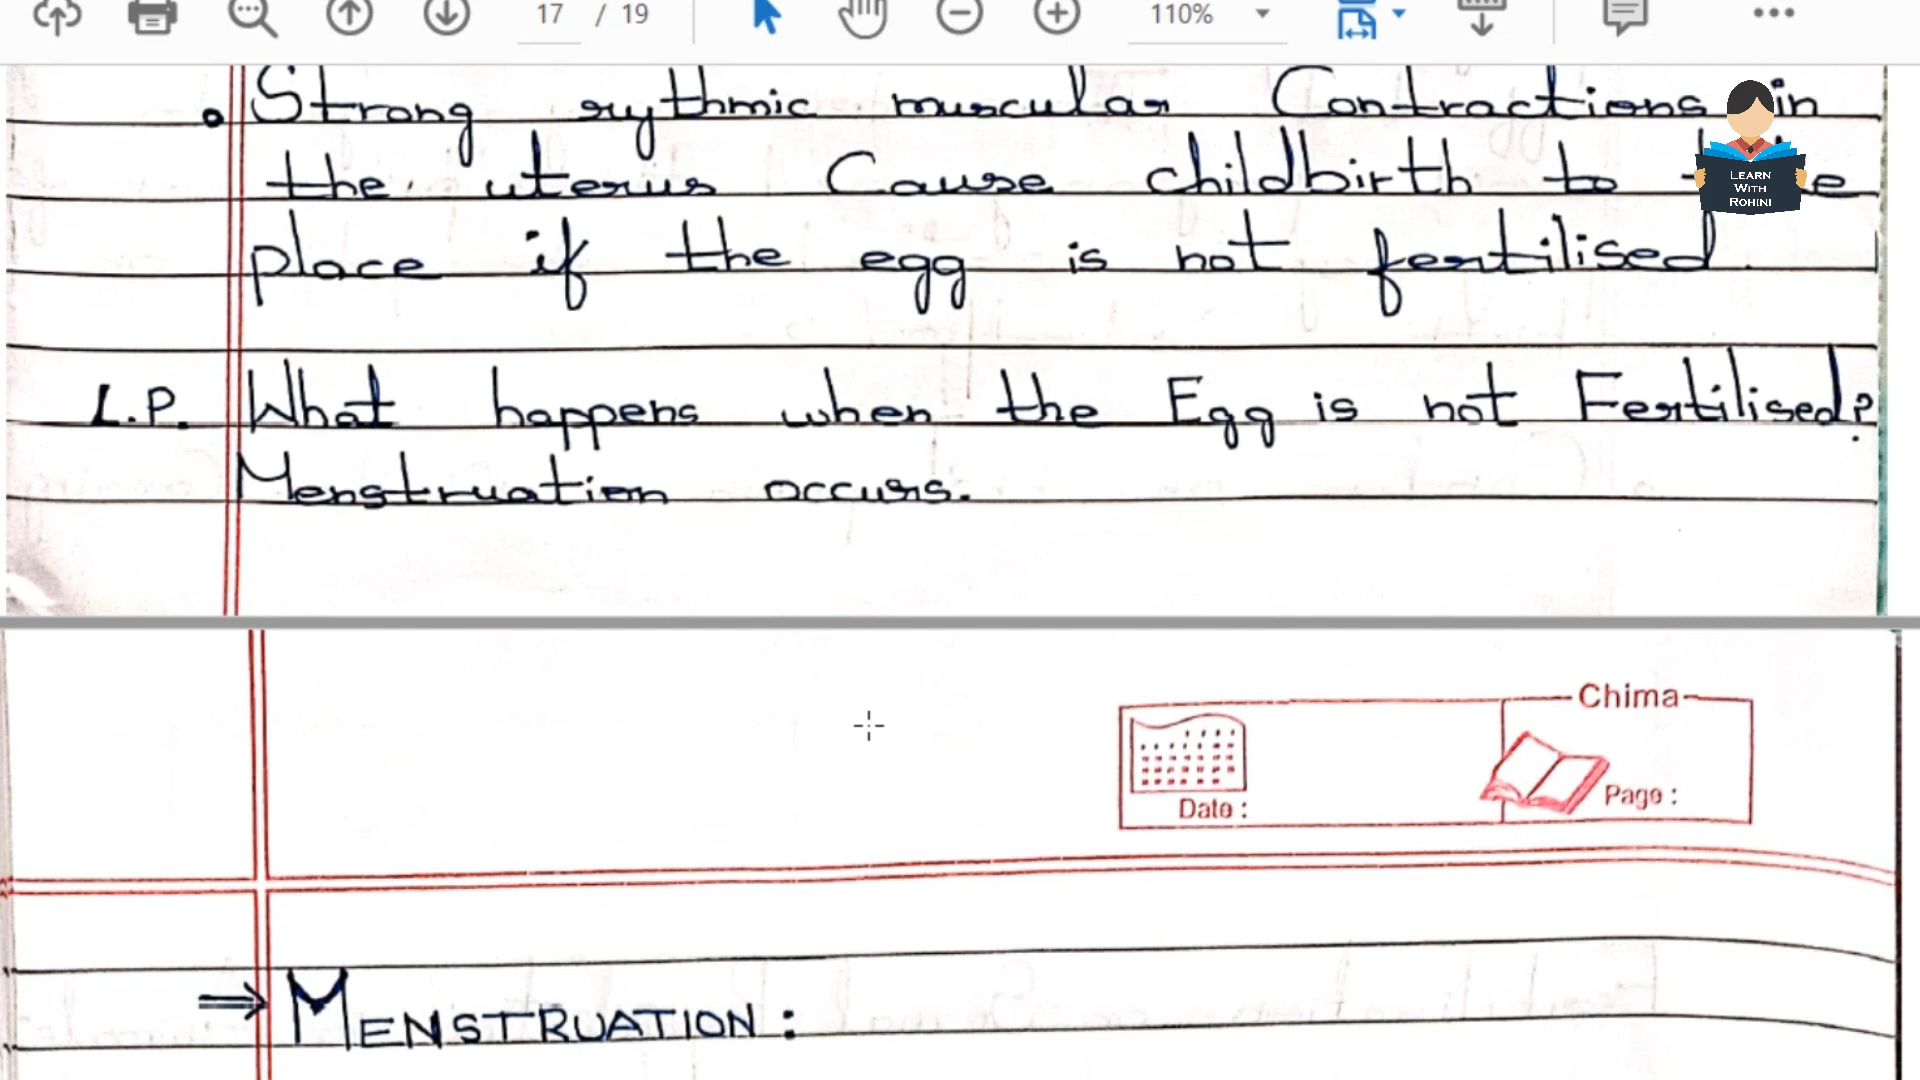 17 / 19 110%
• Strong rythmic muscular Contractions in
the uterus Cause childbirth to
place if the egg is not fertilised.
LEARN
WITH
ROHINI
I.P. What happens when the Egg is not Fertilised?
Menstruation occurs.
Chima
Date :
Page :
⇒ MENSTRUATION :